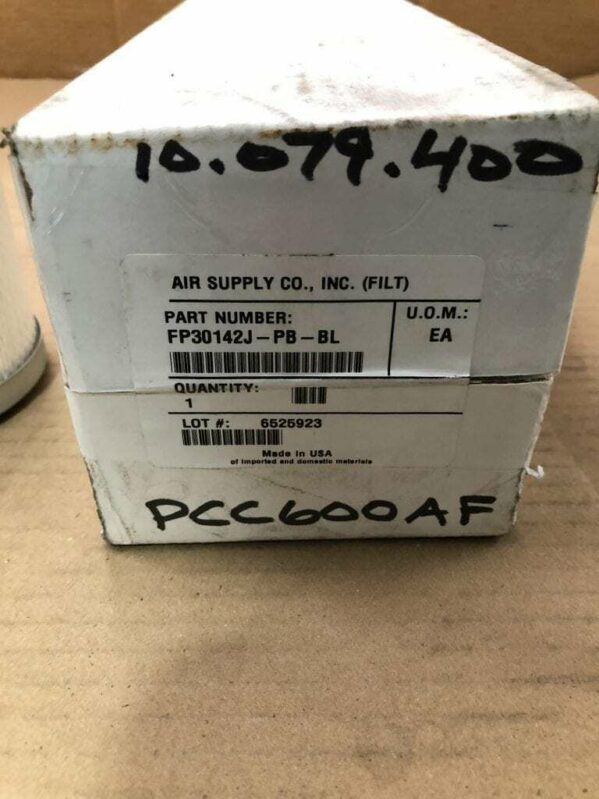 10.079.400
AIR SUPPLY CO., INC. (FILT)
PART NUMBER:
FP30142J-PB-BL
U.O.M.:
EA
QUANTITY:
1
LOT #: 6525923
Made in USA
of imported and domestic materials
PCC600AF